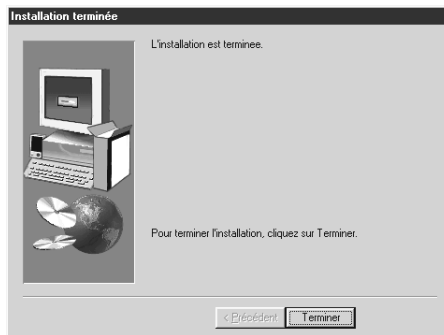 Installation terminée
L'installation est terminee.
Pour terminer l'installation, cliquez sur Terminer.
< Précédent
Terminer